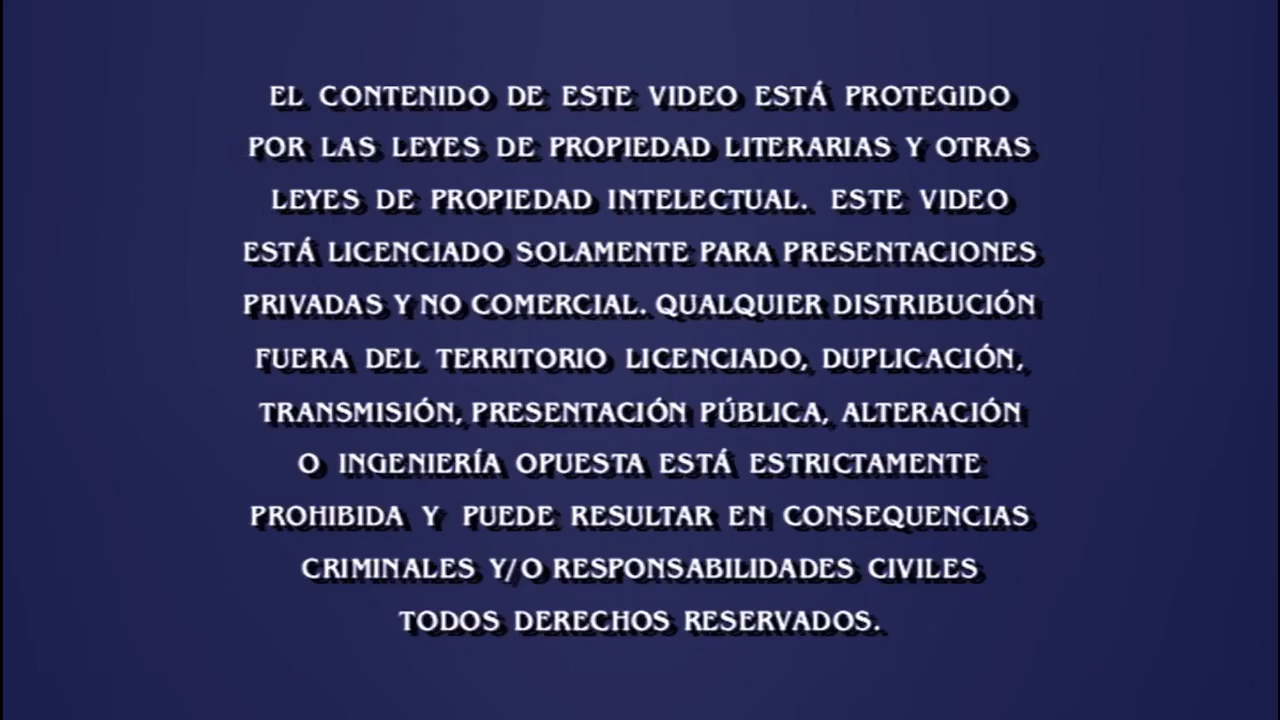 EL CONTENIDO DE ESTE VIDEO ESTÁ PROTEGIDO
POR LAS LEYES DE PROPIEDAD LITERARIAS Y OTRAS
LEYES DE PROPIEDAD INTELECTUAL. ESTE VIDEO
ESTÁ LICENCIADO SOLAMENTE PARA PRESENTACIONES
PRIVADAS Y NO COMERCIAL. QUALQUIER DISTRIBUCIÓN
FUERA DEL TERRITORIO LICENCIADO, DUPLICACIÓN,
TRANSMISIÓN, PRESENTACIÓN PÚBLICA, ALTERACIÓN
O INGENIERÍA OPUESTA ESTÁ ESTRICTAMENTE
PROHIBIDA Y PUEDE RESULTAR EN CONSEQUENCIAS
CRIMINALES Y/O RESPONSABILIDADES CIVILES
TODOS DERECHOS RESERVADOS.